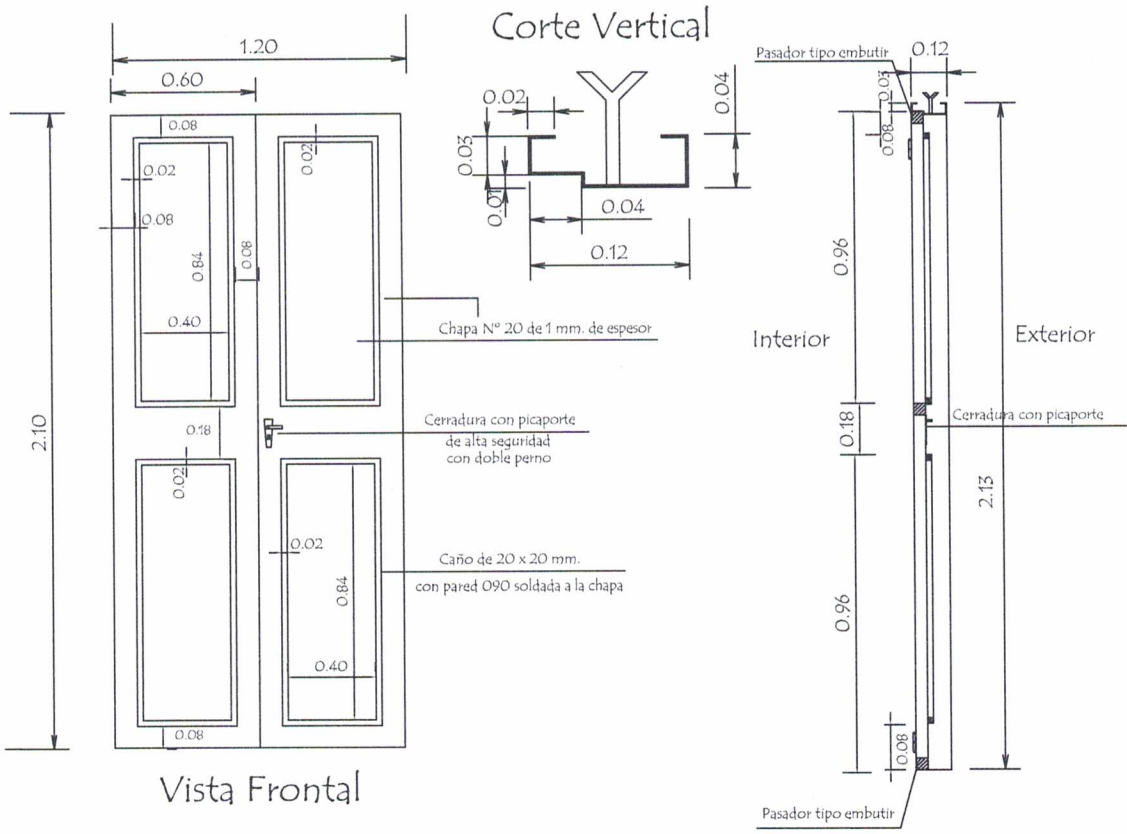 Corte Vertical
1.20
0.60
0.08
0.02
0.02
0.08
0.08
0.84
0.40
2.10
0.18
0.02
0.02
0.84
0.40
0.08
Vista Frontal
0.02
0.04
0.03
0.01
0.04
0.12
Chapa Nº 20 de 1 mm. de espesor
Cerradura con picaporte
de alta seguridad
con doble perno
Caño de 20 x 20 mm.
con pared 090 soldada a la chapa
Pasador tipo embutir
0.12
0.03
0.08
0.96
Interior
Exterior
0.18
Cerradura con picaporte
2.13
0.96
0.08
Pasador tipo embutir